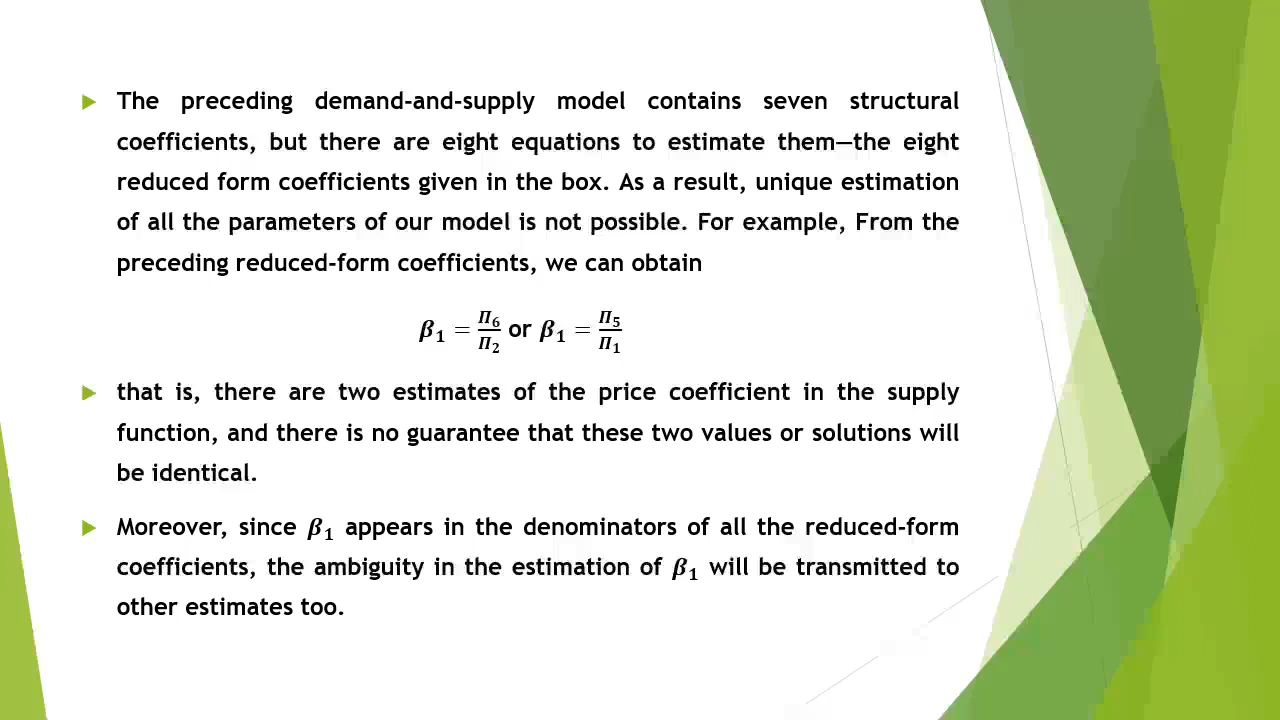 The preceding demand-and-supply model contains seven structural
coefficients, but there are eight equations to estimate them—the eight
reduced form coefficients given in the box. As a result, unique estimation
of all the parameters of our model is not possible. For example, From the
preceding reduced-form coefficients, we can obtain
β₁ = Π₆/Π₂ or β₁ = Π₅/Π₁
that is, there are two estimates of the price coefficient in the supply
function, and there is no guarantee that these two values or solutions will
be identical.
Moreover, since β₁ appears in the denominators of all the reduced-form
coefficients, the ambiguity in the estimation of β₁ will be transmitted to
other estimates too.